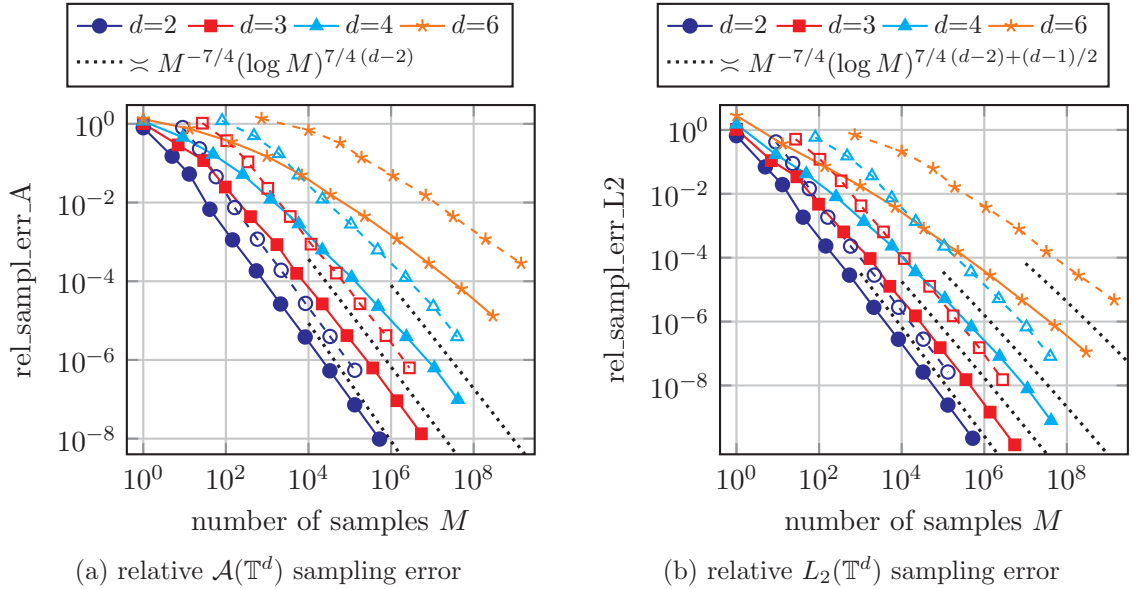 d=2 d=3 d=4 d=6
≍ M^{-7/4}(log M)^{7/4 (d-2)}
10^0
10^{-2}
10^{-4}
10^{-6}
10^{-8}
rel_sampl_err_A
10^0 10^2 10^4 10^6 10^8
number of samples M
(a) relative 𝒜(𝕋^d) sampling error
d=2 d=3 d=4 d=6
≍ M^{-7/4}(log M)^{7/4 (d-2)+(d-1)/2}
10^0
10^{-2}
10^{-4}
10^{-6}
10^{-8}
rel_sampl_err_L2
10^0 10^2 10^4 10^6 10^8
number of samples M
(b) relative L_2(𝕋^d) sampling error